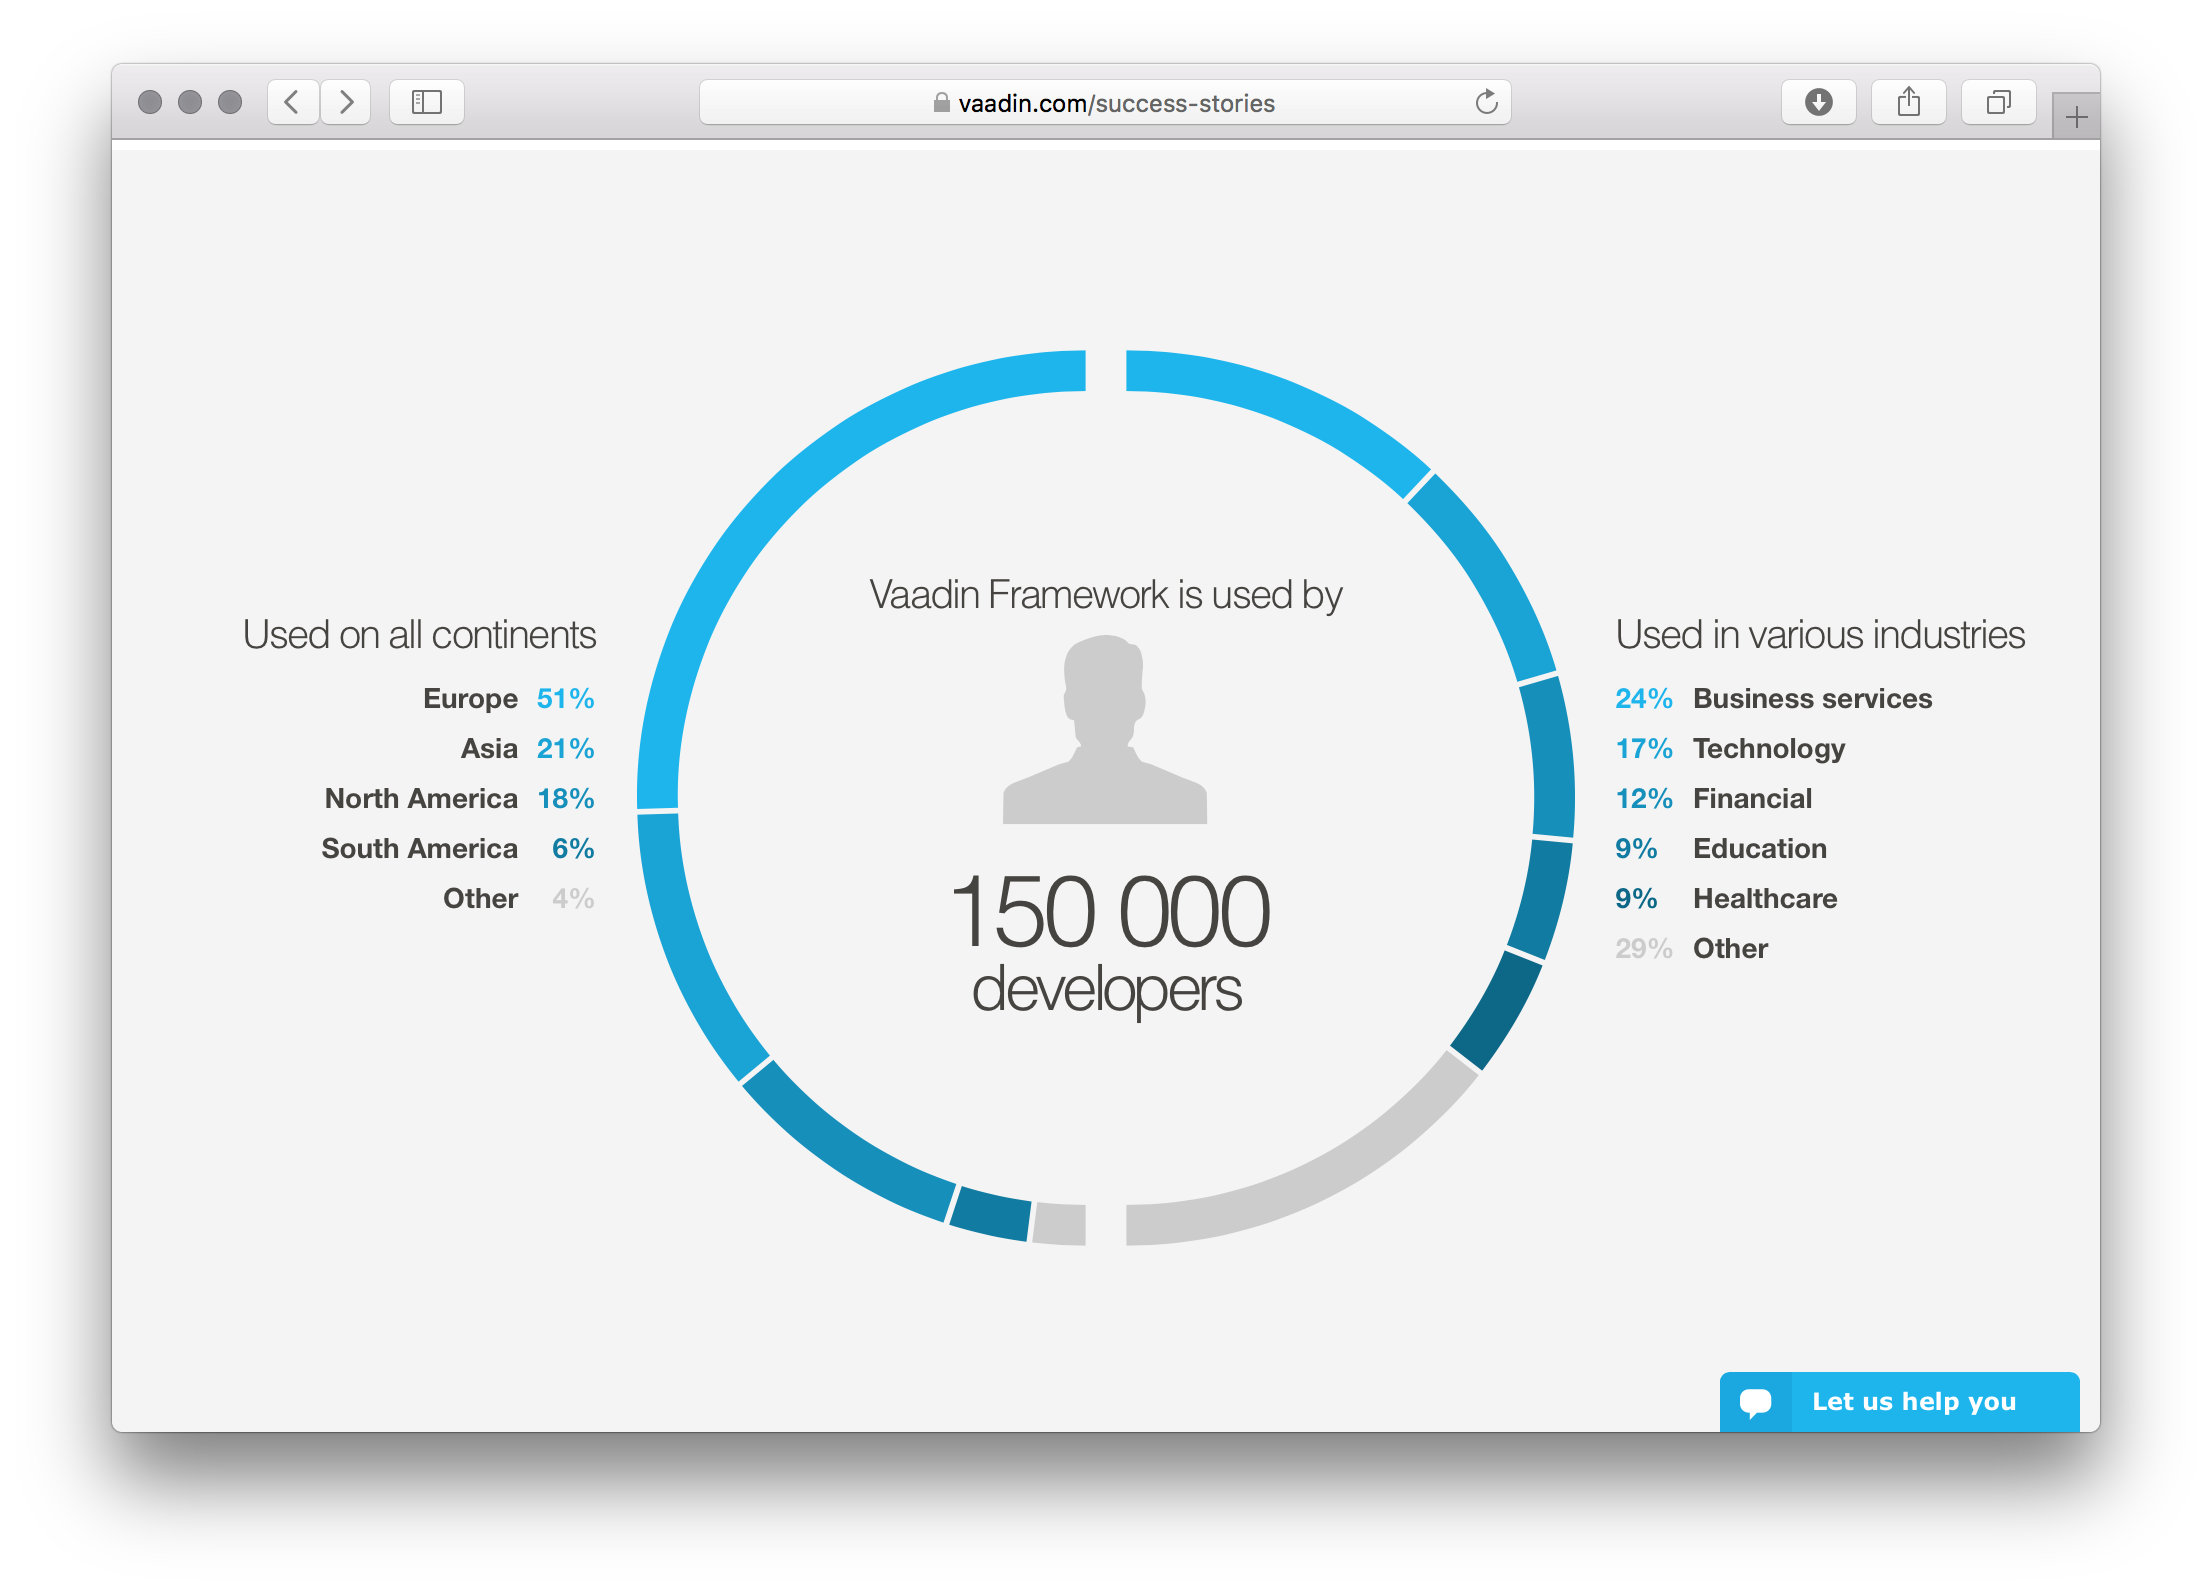 vaadin.com/success-stories
Vaadin Framework is used by
150 000
developers
Used on all continents
Europe 51%
Asia 21%
North America 18%
South America 6%
Other 4%
Used in various industries
24% Business services
17% Technology
12% Financial
9% Education
9% Healthcare
29% Other
Let us help you